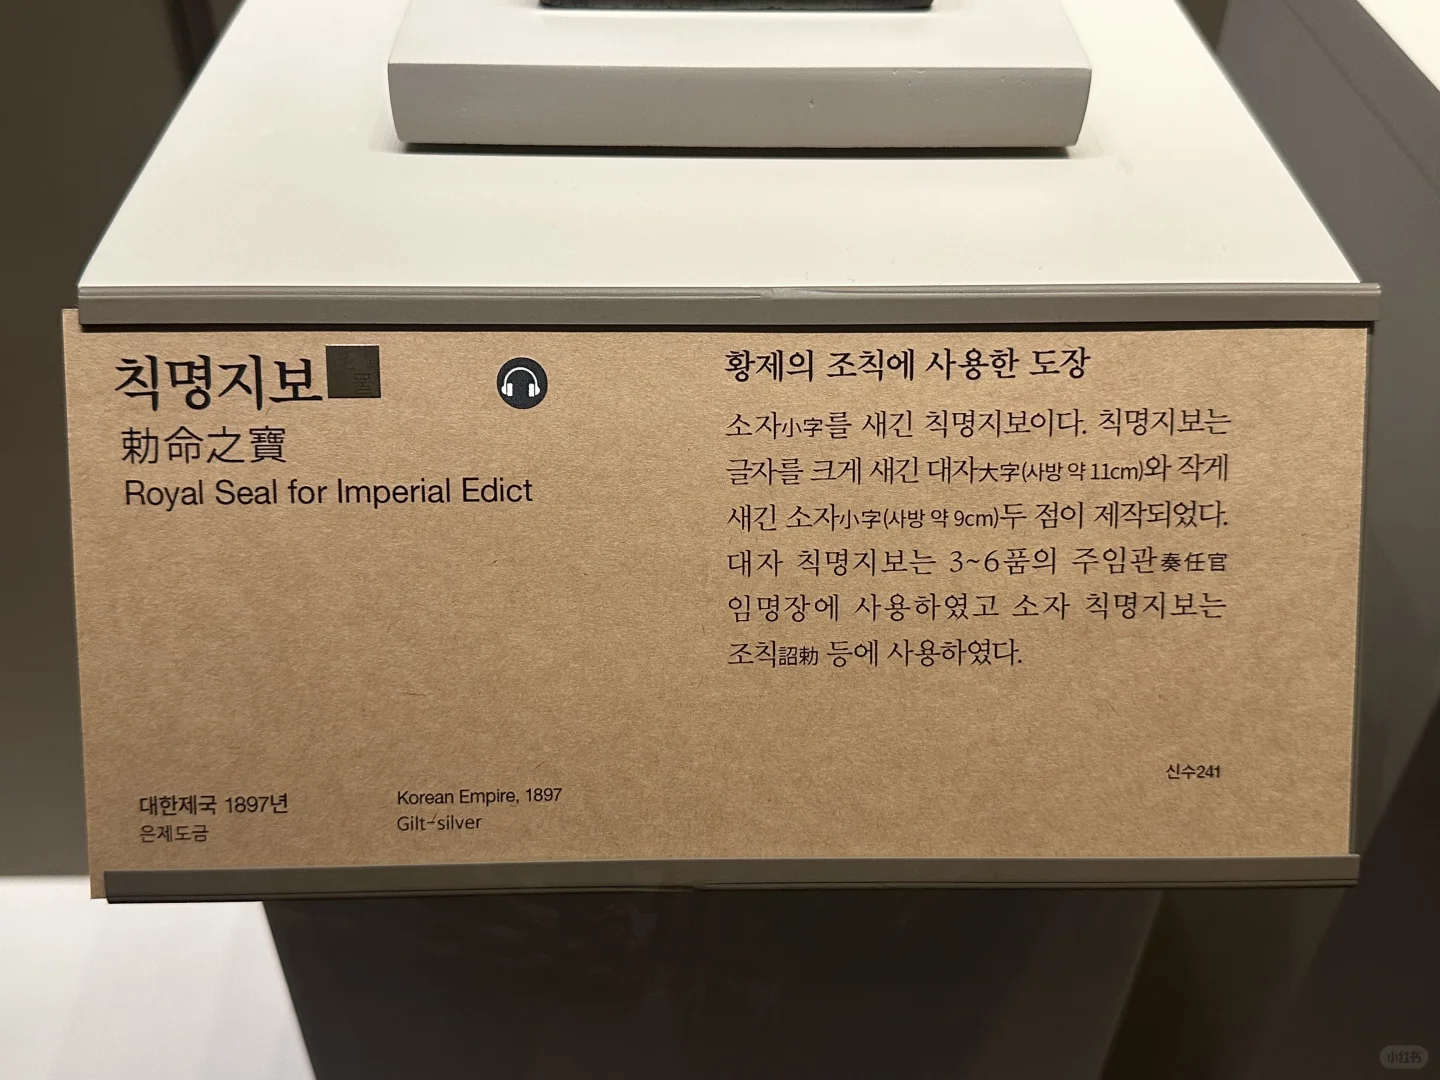 칙명지보
勅命之寶
Royal Seal for Imperial Edict
대한제국 1897년
은제도금
Korean Empire, 1897
Gilt-silver
황제의 조칙에 사용한 도장
소자小字를 새긴 칙명지보이다. 칙명지보는
글자를 크게 새긴 대자大字(사방 약 11cm)와 작게
새긴 소자小字(사방 약 9cm)두 점이 제작되었다.
대자 칙명지보는 3~6품의 주임관奏任官
임명장에 사용하였고 소자 칙명지보는
조칙詔勅 등에 사용하였다.
신수241
小红书